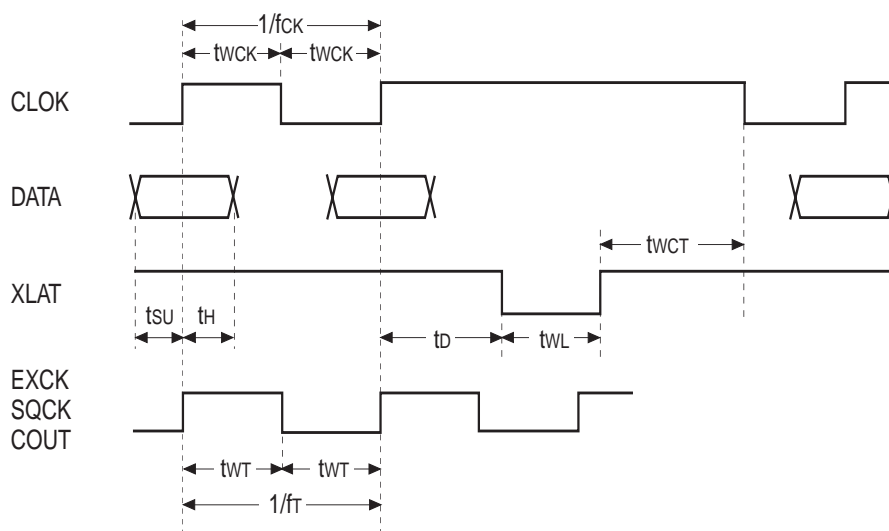 1/fCK
tWCK tWCK
CLOK
DATA
tWCT
XLAT
tSU tH
tD tWL
EXCK
SQCK
COUT
tWT tWT
1/fT